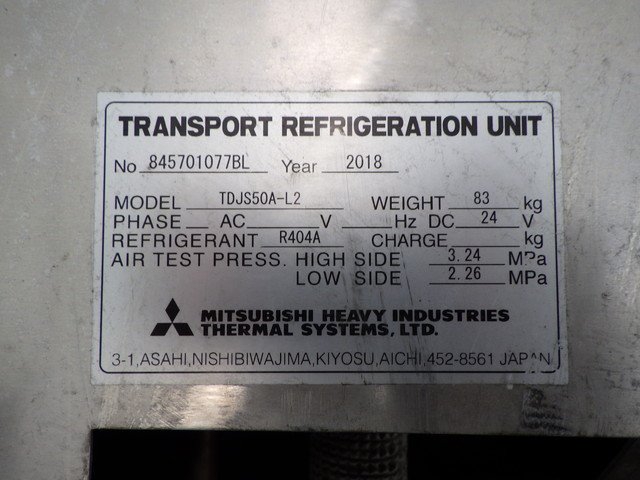 TRANSPORT REFRIGERATION UNIT
No 845701077BL Year 2018
MODEL TDJS50A-L2 WEIGHT 83 kg
PHASE AC V Hz DC 24 V
REFRIGERANT R404A CHARGE kg
AIR TEST PRESS. HIGH SIDE 3.24 MPa
LOW SIDE 2.26 MPa
MITSUBISHI HEAVY INDUSTRIES
THERMAL SYSTEMS, LTD.
3-1,ASAHI,NISHIBIWAJIMA,KIYOSU,AICHI,452-8561 JAPAN